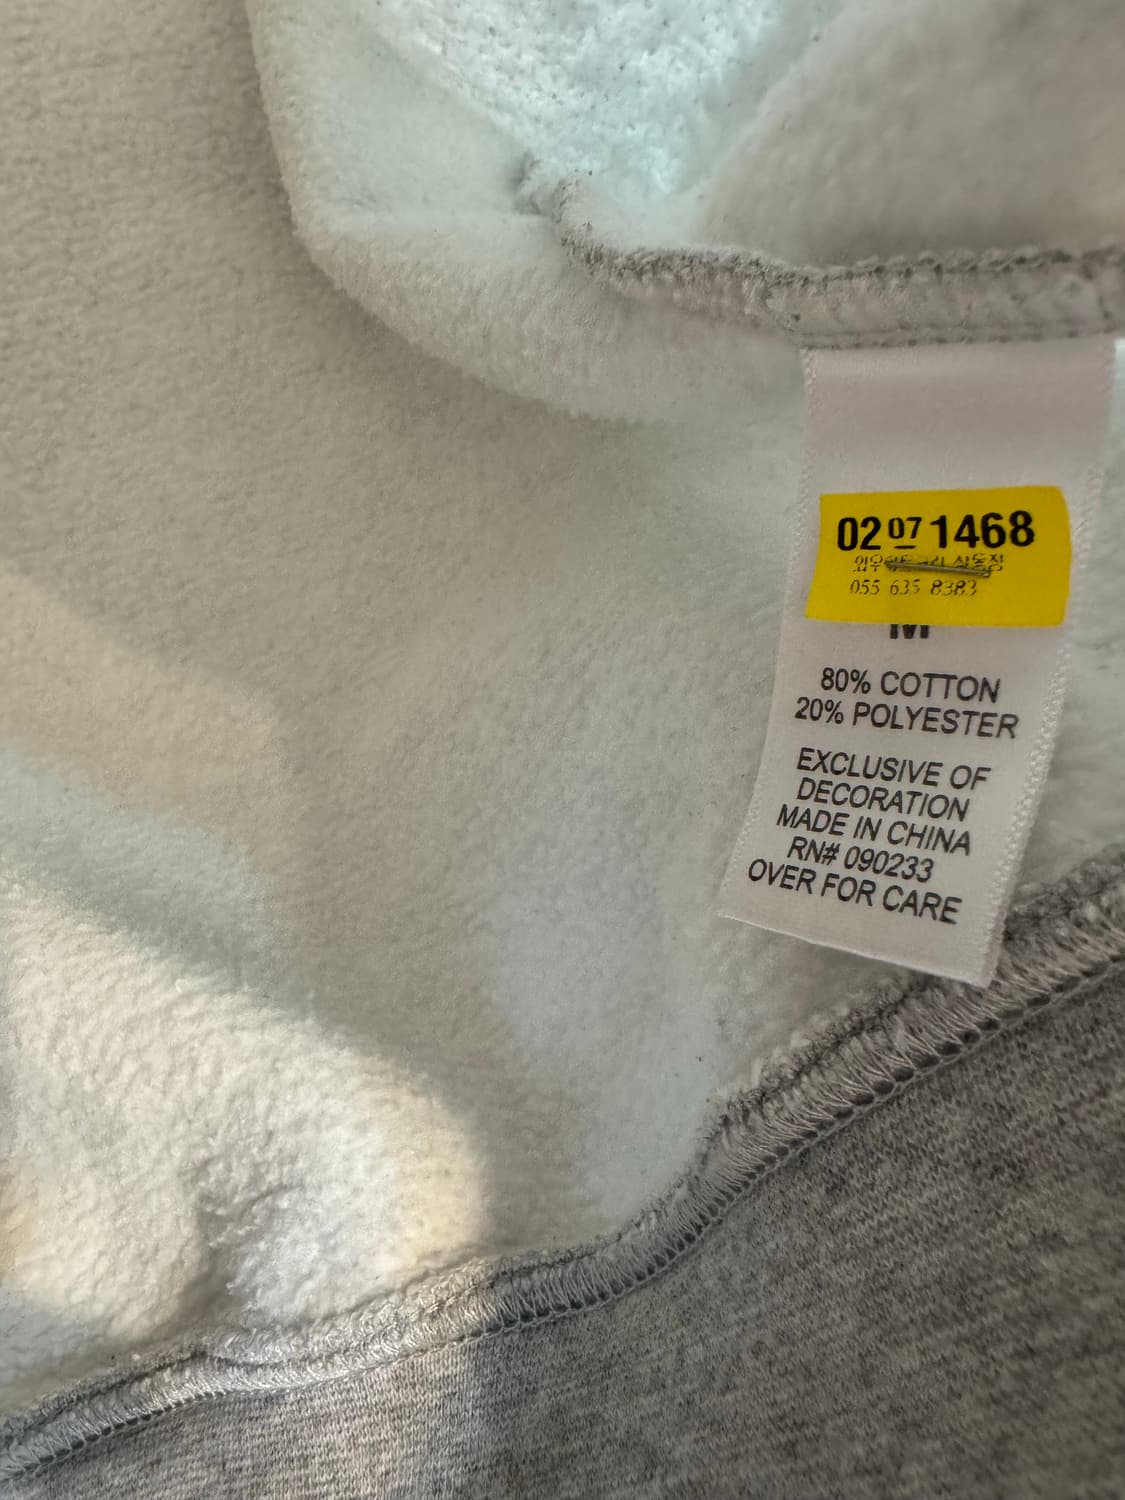 02 07 1468
055 635 8383
M
80% COTTON
20% POLYESTER
EXCLUSIVE OF
DECORATION
MADE IN CHINA
RN# 090233
OVER FOR CARE